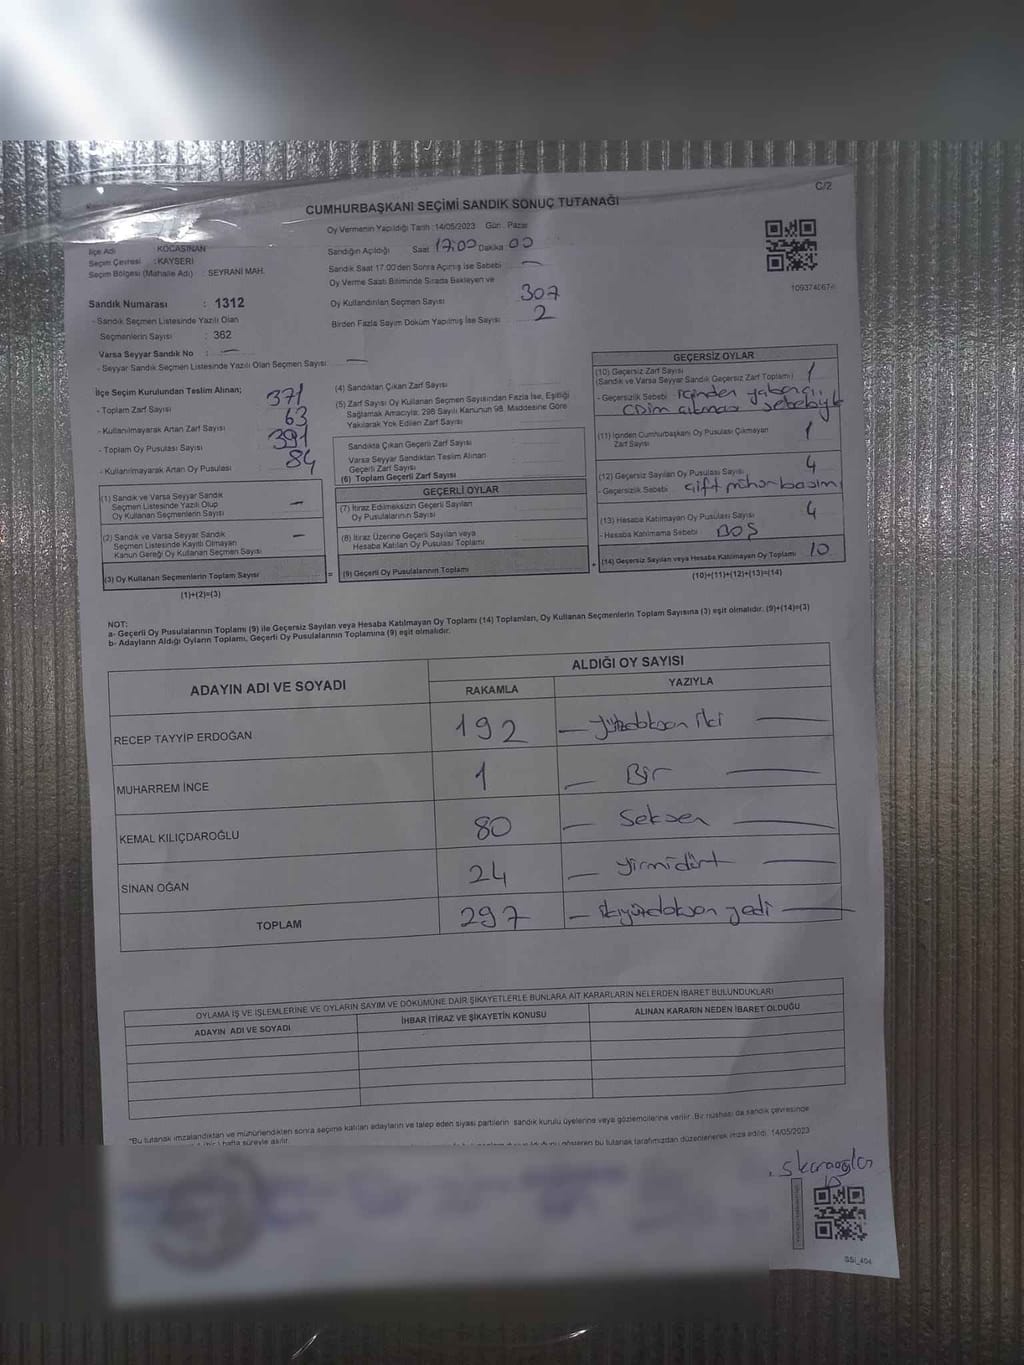 C/2
CUMHURBAŞKANI SEÇİMİ SANDIK SONUÇ TUTANAĞI
Oy Vermenin Yapıldığı Tarih :14/05/2023 Gün : Pazar
İlçe Adı : KOCASİNAN
Seçim Çevresi : KAYSERİ
Seçim Bölgesi (Mahalle Adı) : SEYRANİ MAH.
Sandık Numarası : 1312
- Sandık Seçmen Listesinde Yazılı Olan
Seçmenlerin Sayısı : 362
Varsa Seyyar Sandık No : —
- Seyyar Sandık Seçmen Listesinde Yazılı Olan Seçmen Sayısı : —
Sandığın Açıldığı Saat 17:00 Dakika 00
Sandık Saat 17.00'den Sonra Açılmış İse Sebebi —
Oy Verme Saati Bitiminde Sırada Bekleyen ve
Oy Kullandırılan Seçmen Sayısı 307
Birden Fazla Sayım Döküm Yapılmış İse Sayısı 2
109374067
İlçe Seçim Kurulundan Teslim Alınan;
- Toplam Zarf Sayısı 371
- Kullanılmayarak Artan Zarf Sayısı 63
- Toplam Oy Pusulası Sayısı 391
- Kullanılmayarak Artan Oy Pusulası 84
(1) Sandık ve Varsa Seyyar Sandık
Seçmen Listesinde Yazılı Olup
Oy Kullanan Seçmenlerin Sayısı –
(2) Sandık ve Varsa Seyyar Sandık
Seçmen Listesinde Kayıtlı Olmayan
Kanun Gereği Oy Kullanan Seçmen Sayısı –
(3) Oy Kullanan Seçmenlerin Toplam Sayısı
(1)+(2)=(3)
(4) Sandıktan Çıkan Zarf Sayısı
(5) Zarf Sayısı Oy Kullanan Seçmen Sayısından Fazla İse, Eşitliği
Sağlamak Amacıyla; 298 Sayılı Kanunun 98. Maddesine Göre
Yakılarak Yok Edilen Zarf Sayısı
Sandıkta Çıkan Geçerli Zarf Sayısı
Varsa Seyyar Sandıktan Teslim Alınan
Geçerli Zarf Sayısı
(6) Toplam Geçerli Zarf Sayısı
GEÇERLİ OYLAR
(7) İtiraz Edilmeksizin Geçerli Sayılan
Oy Pusulalarının Sayısı
(8) İtiraz Üzerine Geçerli Sayılan veya
Hesaba Katılan Oy Pusulası Toplamı
= (9) Geçerli Oy Pusulalarının Toplamı +
GEÇERSİZ OYLAR
(10) Geçersiz Zarf Sayısı
(Sandık ve Varsa Seyyar Sandık Geçersiz Zarf Toplamı) 1
- Geçersizlik Sebebi içinden yabancı
cisim çıkması sebebiyle
(11) İçinden Cumhurbaşkanı Oy Pusulası Çıkmayan
Zarf Sayısı 1
(12) Geçersiz Sayılan Oy Pusulası Sayısı 4
- Geçersizlik Sebebi çift mühür basımı
(13) Hesaba Katılmayan Oy Pusulası Sayısı 4
- Hesaba Katılmama Sebebi BOŞ
(14) Geçersiz Sayılan veya Hesaba Katılmayan Oy Toplamı 10
(10)+(11)+(12)+(13)=(14)
NOT:
a- Geçerli Oy Pusulalarının Toplamı (9) ile Geçersiz Sayılan veya Hesaba Katılmayan Oy Toplamı (14) Toplamları, Oy Kullanan Seçmenlerin Toplam Sayısına (3) eşit olmalıdır. (9)+(14)=(3)
b- Adayların Aldığı Oyların Toplamı, Geçerli Oy Pusulalarının Toplamına (9) eşit olmalıdır.
ADAYIN ADI VE SOYADI
ALDIĞI OY SAYISI
RAKAMLA YAZIYLA
RECEP TAYYİP ERDOĞAN 192 — yüzdoksan iki —
MUHARREM İNCE 1 — Bir —
KEMAL KILIÇDAROĞLU 80 — Seksen —
SİNAN OĞAN 24 — yirmidört —
TOPLAM 297 — ikiyüzdoksan yedi —
OYLAMA İŞ VE İŞLEMLERİNE VE OYLARIN SAYIM VE DÖKÜMÜNE DAİR ŞİKAYETLERLE BUNLARA AİT KARARLARIN NELERDEN İBARET BULUNDUKLARI
ADAYIN ADI VE SOYADI İHBAR İTİRAZ VE ŞİKAYETİN KONUSU ALINAN KARARIN NEDEN İBARET OLDUĞU
"Bu tutanak imzalandıktan ve mühürlendikten sonra seçime katılan adayların ve talep eden siyasi partilerin sandık kurulu üyelerine veya gözlemcilerine verilir. Bir nüshası da sandık çevresinde
hafta süreyle asılır.
gösteren bu tutanak tarafımızdan düzenlenerek imza edildi. 14/05/2023
SSi_404